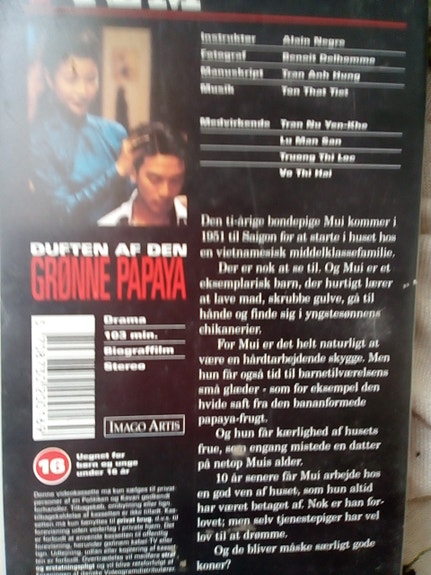 Instruktør Alain Negre
Fotograf Benoit Delhomme
Manuskript Tran Anh Hung
Musik Ton That Tiet
Medvirkende Tran Nu Yen-Khe
Lu Man San
Truong Thi Loc
Vo Thi Hai
Den ti-årige bondepige Mui kommer i
1951 til Saigon for at starte i huset hos
en vietnamesisk middelklassefamilie.
Der er nok at se til. Og Mui er et
eksemplarisk barn, der hurtigt lærer
at lave mad, skrubbe gulve, gå til
hånde og finde sig i yngstesønnens
chikanerier.
For Mui er det helt naturligt at
være en hårdtarbejdende skygge. Men
hun får også tid til barnetilværelsens
små glæder - som for eksempel den
hvide saft fra den bananformede
papaya-frugt.
Og hun får kærlighed af husets
frue, som engang mistede en datter
på netop Muis alder.
10 år senere får Mui arbejde hos
en god ven af huset, som hun altid
har været betaget af. Nok er han for-
lovet; men selv tjenestepiger har vel
lov til at drømme.
Og de bliver måske særligt gode
koner?
DUFTEN AF DEN
GRØNNE PAPAYA
Drama
103 min.
Biograffilm
Stereo
IMAGO ARTIS
16
Uegnet for
børn og unge
under 16 år